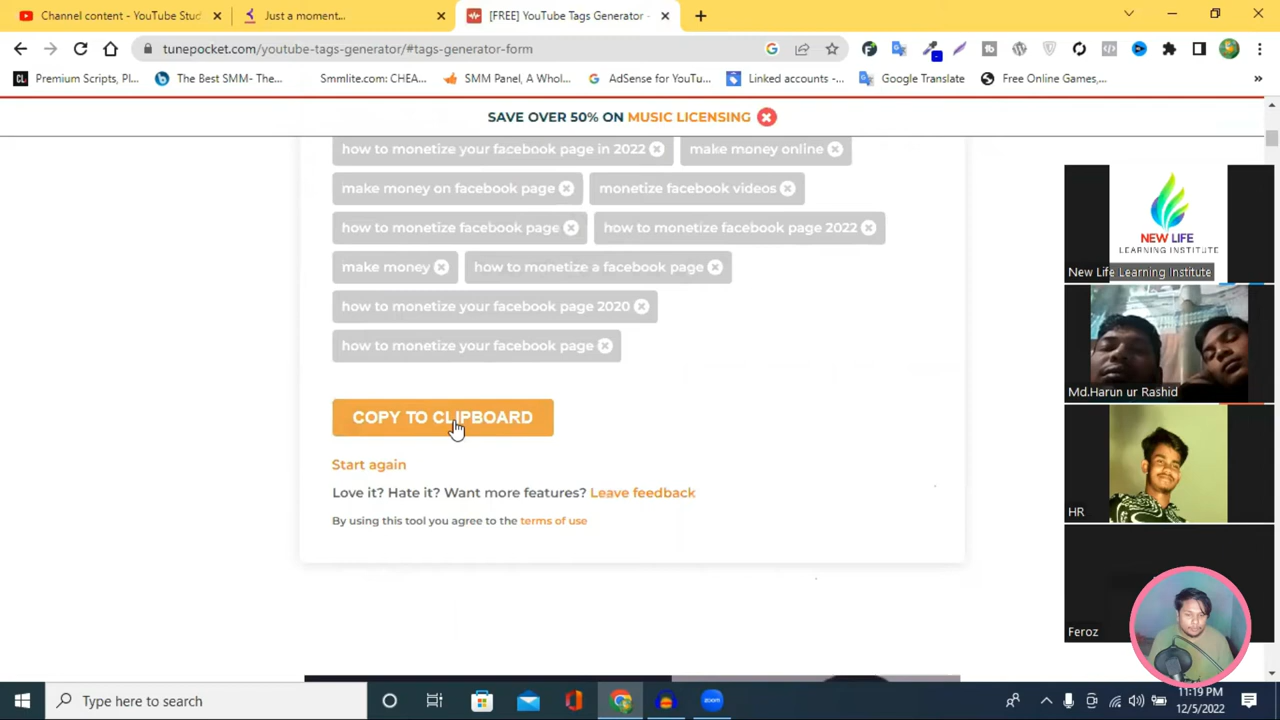 Channel content - YouTube Stud
Just a moment...
[FREE] YouTube Tags Generator -
tunepocket.com/youtube-tags-generator/#tags-generator-form
Premium Scripts, Pl...
The Best SMM- The...
Smmlite.com: CHEA...
SMM Panel, A Whol...
AdSense for YouTu...
Linked accounts -...
Google Translate
Free Online Games,...
SAVE OVER 50% ON MUSIC LICENSING
how to monetize your facebook page in 2022
make money online
make money on facebook page
monetize facebook videos
how to monetize facebook page
how to monetize facebook page 2022
make money
how to monetize a facebook page
how to monetize your facebook page 2020
how to monetize your facebook page
COPY TO CLIPBOARD
Start again
Love it? Hate it? Want more features? Leave feedback
By using this tool you agree to the terms of use
NEW LIFE
LEARNING INSTITUTE
New Life Learning Institute
Md.Harun ur Rashid
HR
Feroz
Type here to search
zoom
11:19 PM
12/5/2022